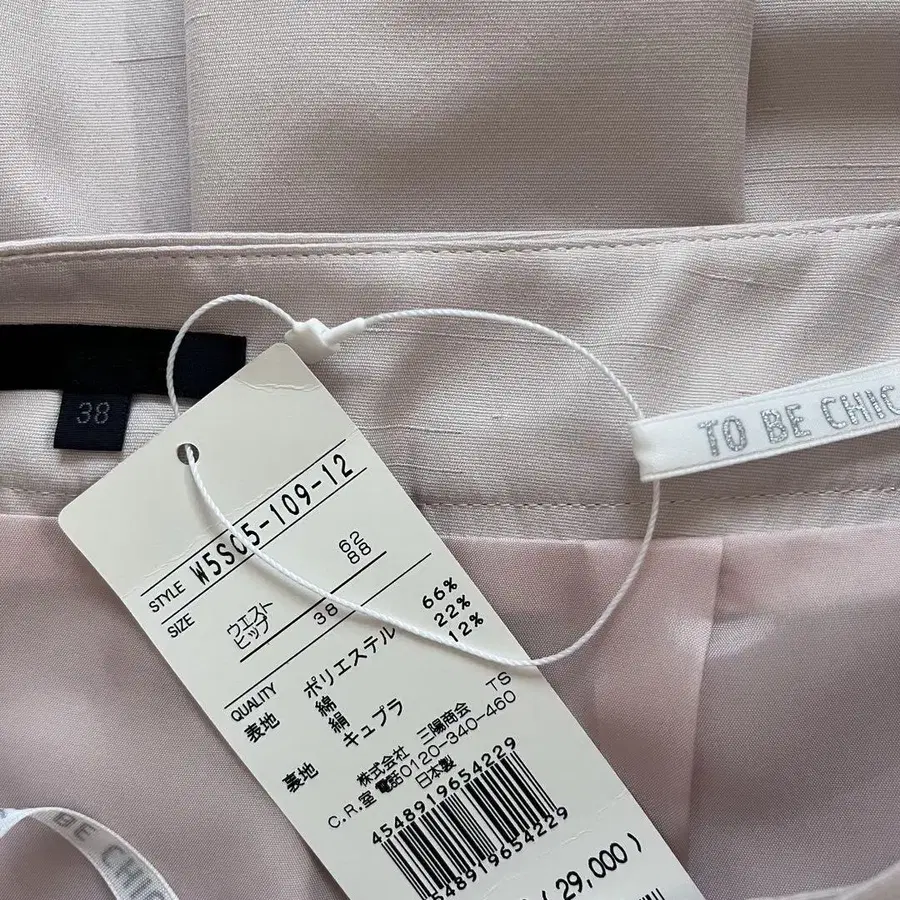 38
TO BE CHIC
STYLE W5S05-109-12
SIZE ウエスト 62
ヒップ 88
38
QUALITY
表地 ポリエステル 66%
綿 22%
絹 12%
裏地 キュプラ
株式会社 三陽商会 TS
C.R.室 電話0120-340-460
日本製
4548919654229
4548919654229
(29,000)
BE CHIC